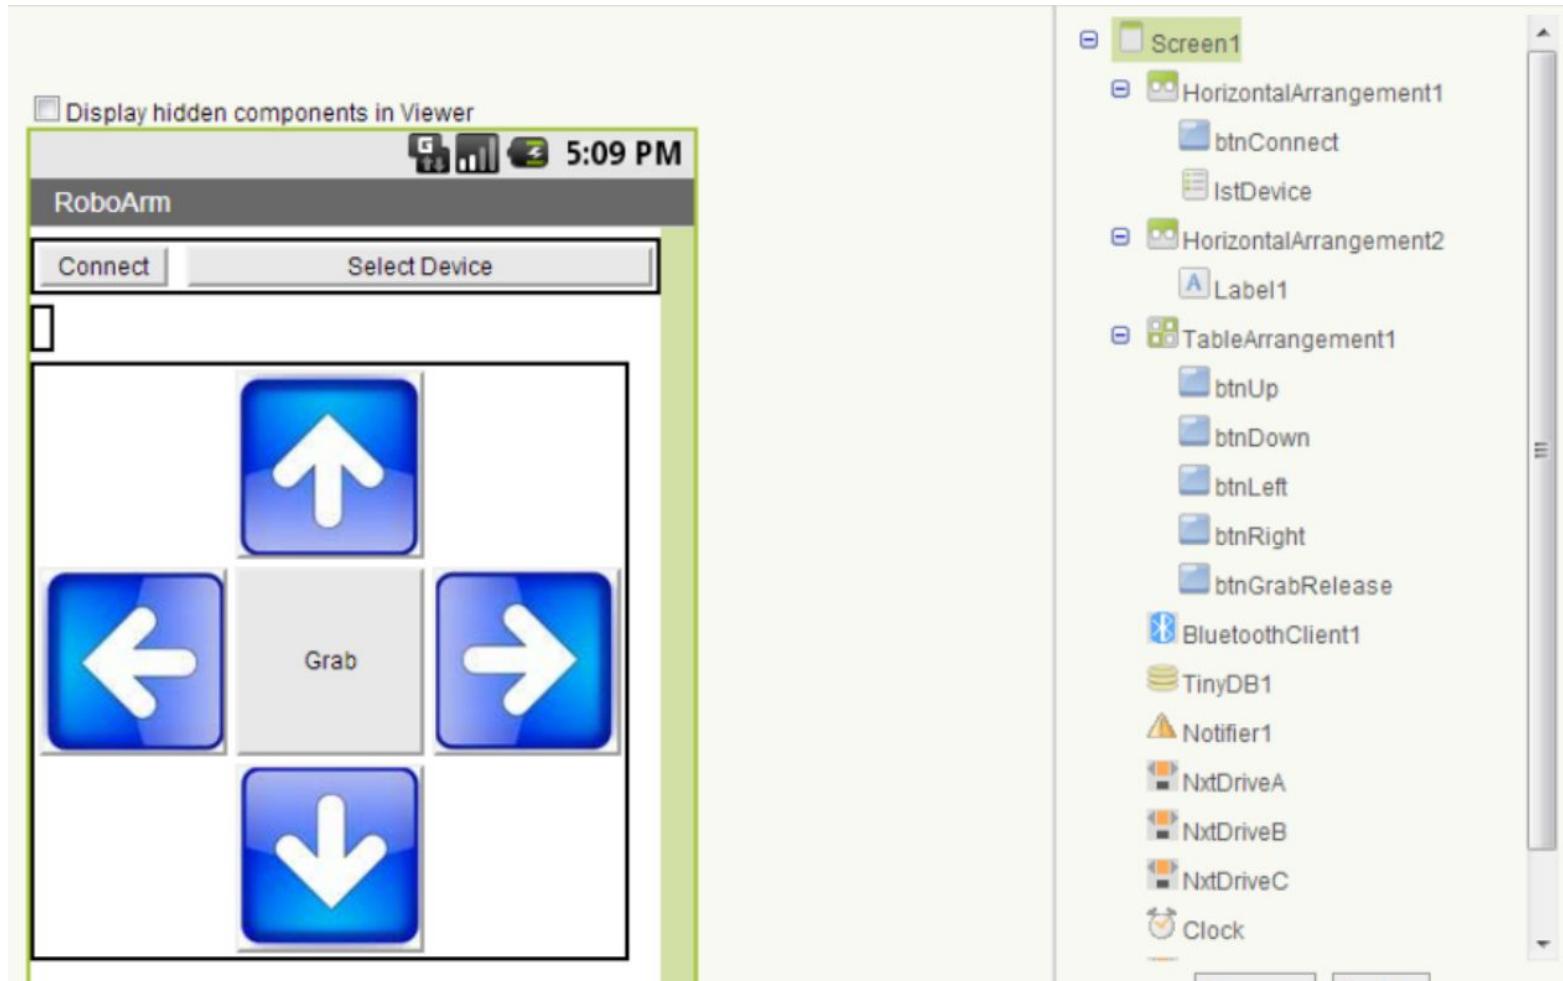 Display hidden components in Viewer
G
5:09 PM
RoboArm
Connect
Select Device
Grab
Screen1
HorizontalArrangement1
btnConnect
lstDevice
HorizontalArrangement2
A
Label1
TableArrangement1
btnUp
btnDown
btnLeft
btnRight
btnGrabRelease
BluetoothClient1
TinyDB1
Notifier1
NxtDriveA
NxtDriveB
NxtDriveC
Clock